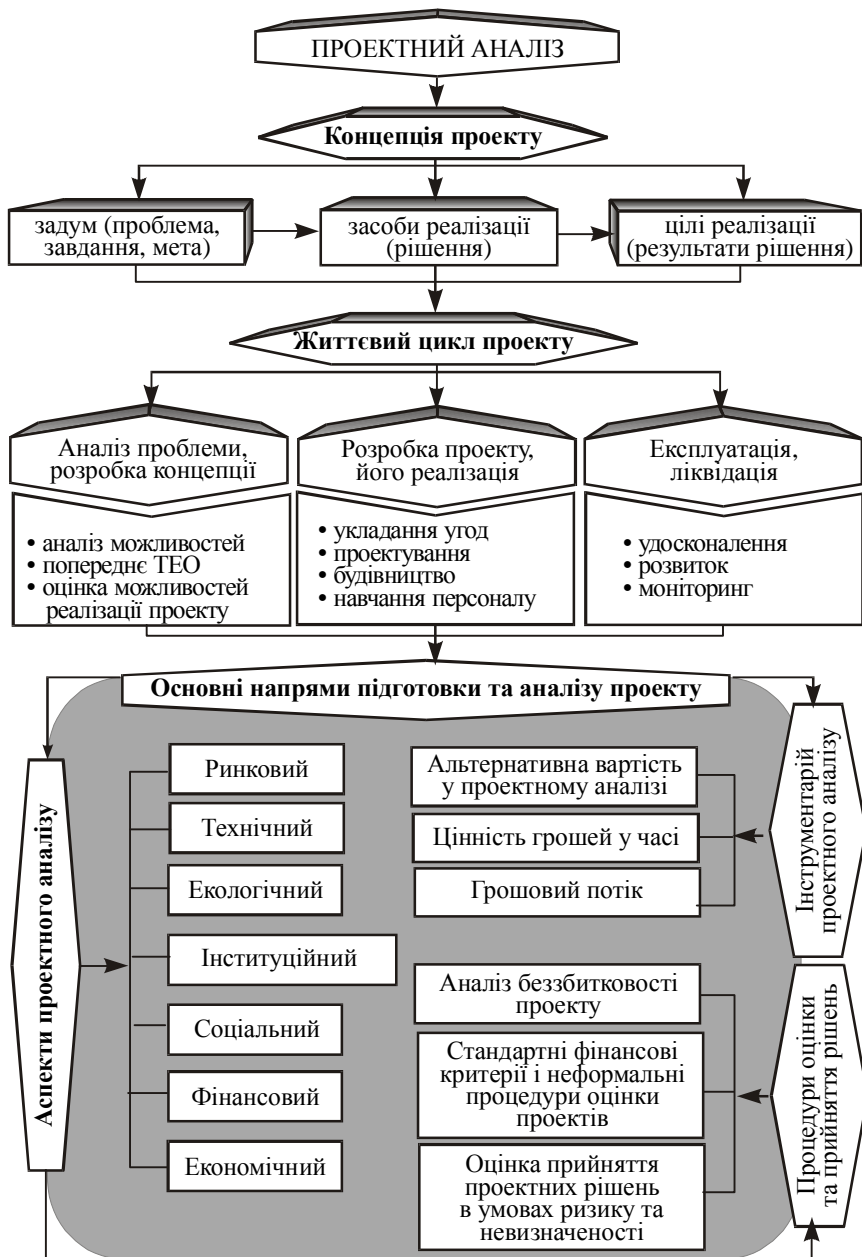 ПРОЕКТНИЙ АНАЛІЗ
Концепція проекту
задум (проблема,
завдання, мета)
засоби реалізації
(рішення)
цілі реалізації
(результати рішення)
Життєвий цикл проекту
Аналіз проблеми,
розробка концепції
• аналіз можливостей
• попереднє ТЕО
• оцінка можливостей
реалізації проекту
Розробка проекту,
його реалізація
• укладання угод
• проектування
• будівництво
• навчання персоналу
Експлуатація,
ліквідація
• удосконалення
• розвиток
• моніторинг
Основні напрями підготовки та аналізу проекту
Аспекти проектного аналізу
Ринковий
Технічний
Екологічний
Інституційний
Соціальний
Фінансовий
Економічний
Альтернативна вартість
у проектному аналізі
Цінність грошей у часі
Грошовий потік
Інструментарій
проектного аналізу
Аналіз беззбитковості
проекту
Стандартні фінансові
критерії і неформальні
процедури оцінки
проектів
Оцінка прийняття
проектних рішень
в умовах ризику та
невизначеності
Процедури оцінки
та прийняття рішень